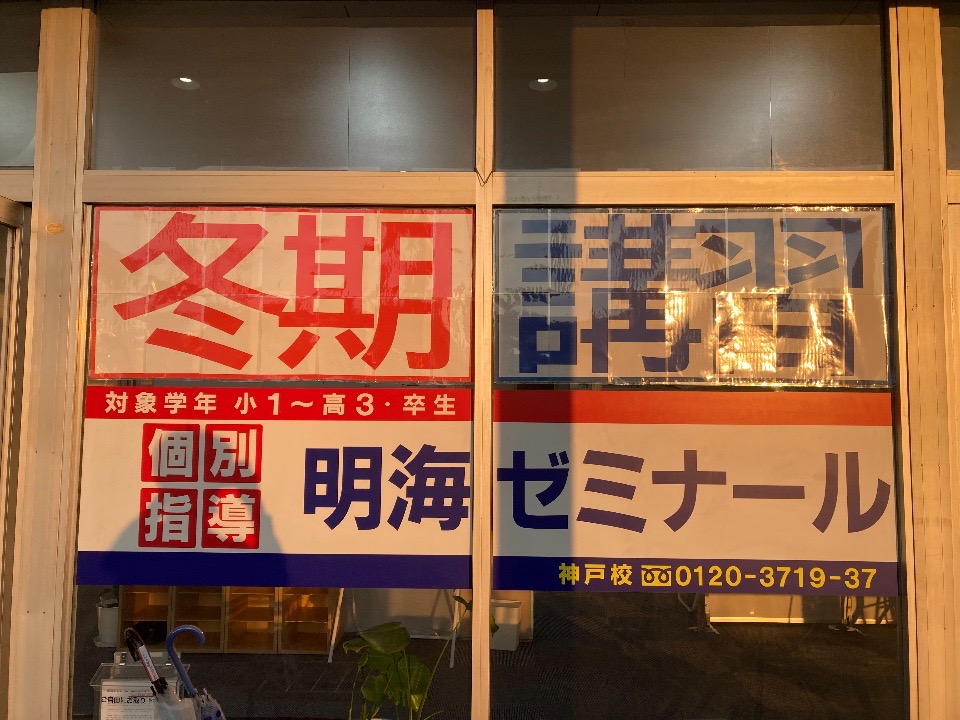 冬期 講習
対象学年 小1～高3・卒生
個別
指導
明海ゼミナール
神戸校 0120-3719-37